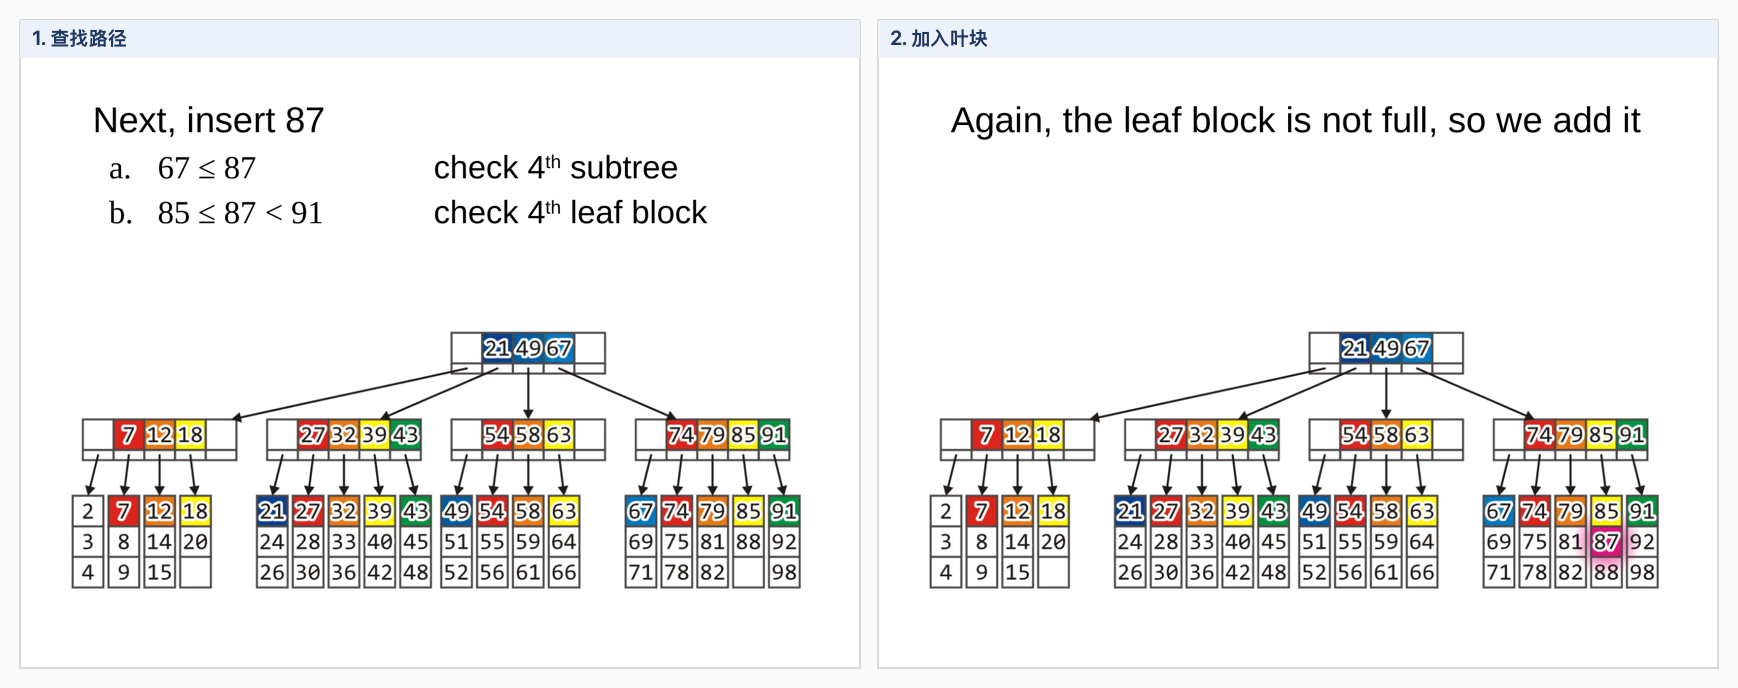 1. 查找路径
Next, insert 87
a. 67 ≤ 87 check 4th subtree
b. 85 ≤ 87 < 91 check 4th leaf block
21 49 67
7 12 18 27 32 39 43 54 58 63 74 79 85 91
2 7 12 18 21 27 32 39 43 49 54 58 63 67 74 79 85 91
3 8 14 20 24 28 33 40 45 51 55 59 64 69 75 81 88 92
4 9 15 26 30 36 42 48 52 56 61 66 71 78 82 98
2. 加入叶块
Again, the leaf block is not full, so we add it
21 49 67
7 12 18 27 32 39 43 54 58 63 74 79 85 91
2 7 12 18 21 27 32 39 43 49 54 58 63 67 74 79 85 91
3 8 14 20 24 28 33 40 45 51 55 59 64 69 75 81 87 92
4 9 15 26 30 36 42 48 52 56 61 66 71 78 82 88 98